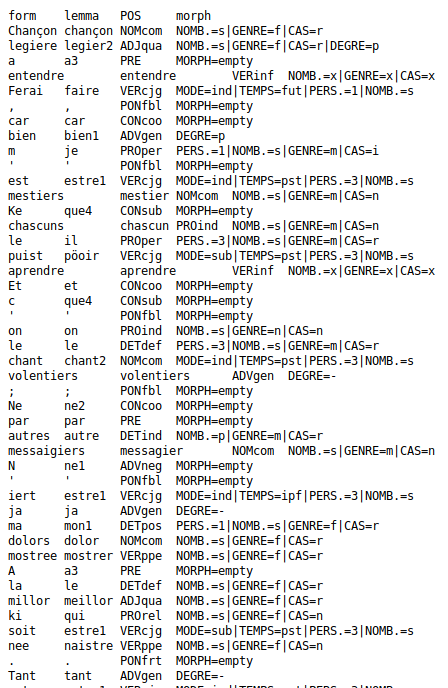 form lemma POS morph
Chançon chançon NOMcom NOMB.=s|GENRE=f|CAS=r
legiere legier2 ADJqua NOMB.=s|GENRE=f|CAS=r|DEGRE=p
a a3 PRE MORPH=empty
entendre entendre VERinf NOMB.=x|GENRE=x|CAS=x
Ferai faire VERcjg MODE=ind|TEMPS=fut|PERS.=1|NOMB.=s
, , PONfbl MORPH=empty
car car CONcoo MORPH=empty
bien bien1 ADVgen DEGRE=p
m je PROper PERS.=1|NOMB.=s|GENRE=m|CAS=i
' ' PONfbl MORPH=empty
est estre1 VERcjg MODE=ind|TEMPS=pst|PERS.=3|NOMB.=s
mestiers mestier NOMcom NOMB.=s|GENRE=m|CAS=n
Ke que4 CONsub MORPH=empty
chascuns chascun PROind NOMB.=s|GENRE=m|CAS=n
le il PROper PERS.=3|NOMB.=s|GENRE=m|CAS=r
puist pöoir VERcjg MODE=sub|TEMPS=pst|PERS.=3|NOMB.=s
aprendre aprendre VERinf NOMB.=x|GENRE=x|CAS=x
Et et CONcoo MORPH=empty
c que4 CONsub MORPH=empty
' ' PONfbl MORPH=empty
on on PROind NOMB.=s|GENRE=n|CAS=n
le le DETdef PERS.=3|NOMB.=s|GENRE=m|CAS=r
chant chant2 NOMcom MODE=ind|TEMPS=pst|PERS.=3|NOMB.=s
volentiers volentiers ADVgen DEGRE=-
; ; PONfbl MORPH=empty
Ne ne2 CONcoo MORPH=empty
par par PRE MORPH=empty
autres autre DETind NOMB.=p|GENRE=m|CAS=r
messaigiers messagier NOMcom NOMB.=s|GENRE=m|CAS=n
N ne1 ADVneg MORPH=empty
' ' PONfbl MORPH=empty
iert estre1 VERcjg MODE=ind|TEMPS=ipf|PERS.=3|NOMB.=s
ja ja ADVgen DEGRE=-
ma mon1 DETpos PERS.=1|NOMB.=s|GENRE=f|CAS=r
dolors dolor NOMcom NOMB.=s|GENRE=f|CAS=r
mostree mostrer VERppe NOMB.=s|GENRE=f|CAS=r
A a3 PRE MORPH=empty
la le DETdef NOMB.=s|GENRE=f|CAS=r
millor meillor ADJqua NOMB.=s|GENRE=f|CAS=r
ki qui PROrel NOMB.=s|GENRE=f|CAS=n
soit estre1 VERcjg MODE=sub|TEMPS=pst|PERS.=3|NOMB.=s
nee naistre VERppe NOMB.=s|GENRE=f|CAS=n
. . PONfrt MORPH=empty
Tant tant ADVgen DEGRE=-